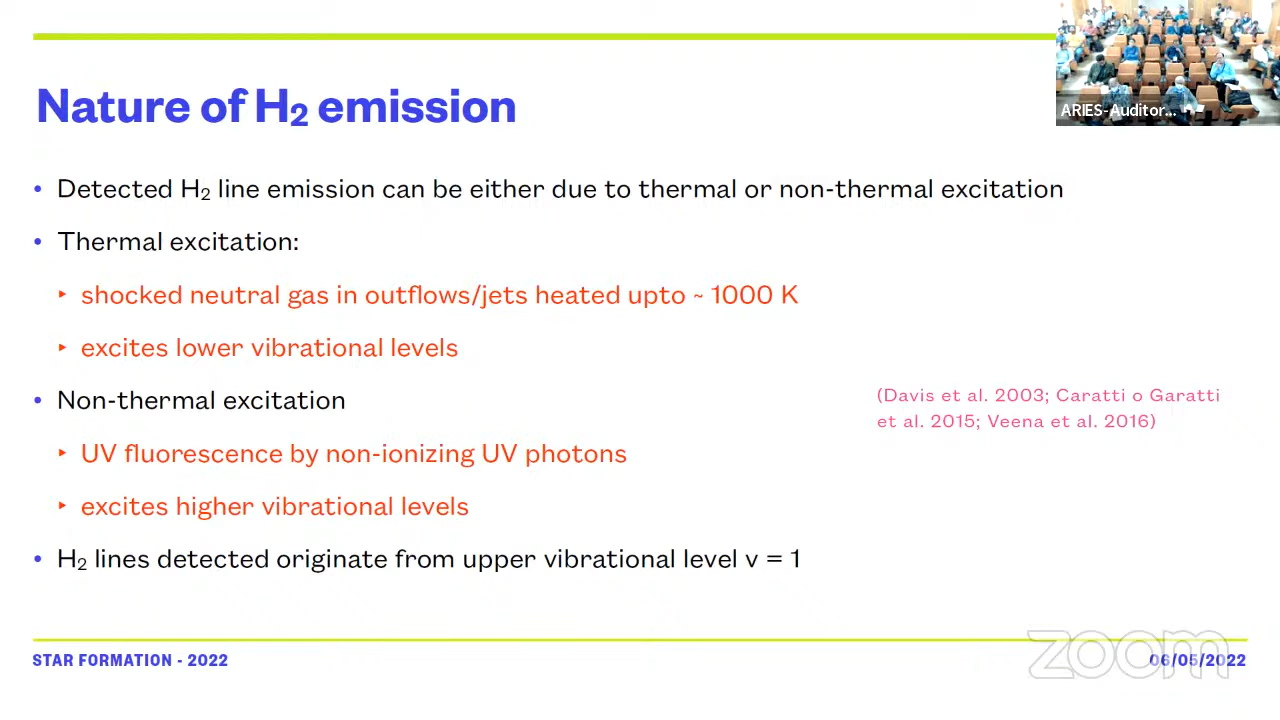 ARIES-Auditor...
Nature of H₂ emission
• Detected H₂ line emission can be either due to thermal or non-thermal excitation
• Thermal excitation:
‣ shocked neutral gas in outflows/jets heated upto ~ 1000 K
‣ excites lower vibrational levels
• Non-thermal excitation
(Davis et al. 2003; Caratti o Garatti
et al. 2015; Veena et al. 2016)
‣ UV fluorescence by non-ionizing UV photons
‣ excites higher vibrational levels
• H₂ lines detected originate from upper vibrational level v = 1
STAR FORMATION - 2022
zoom
06/05/2022